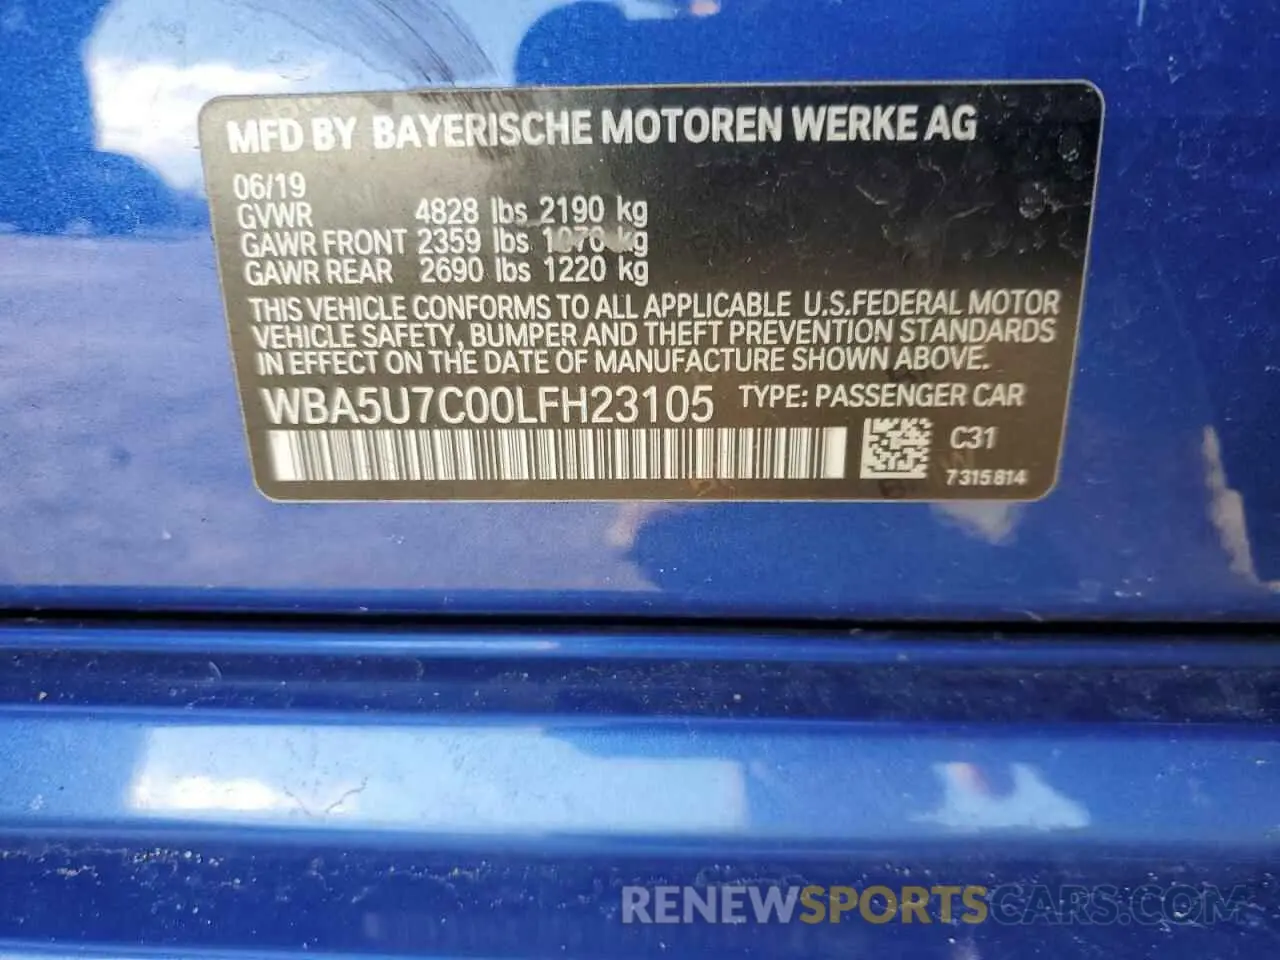 MFD BY BAYERISCHE MOTOREN WERKE AG
06/19
GVWR 4828 lbs 2190 kg
GAWR FRONT 2359 lbs 1070 kg
GAWR REAR 2690 lbs 1220 kg
THIS VEHICLE CONFORMS TO ALL APPLICABLE U.S.FEDERAL MOTOR
VEHICLE SAFETY, BUMPER AND THEFT PREVENTION STANDARDS
IN EFFECT ON THE DATE OF MANUFACTURE SHOWN ABOVE.
WBA5U7C00LFH23105 TYPE: PASSENGER CAR
C31
7315814
RENEWSPORTSCARS.COM